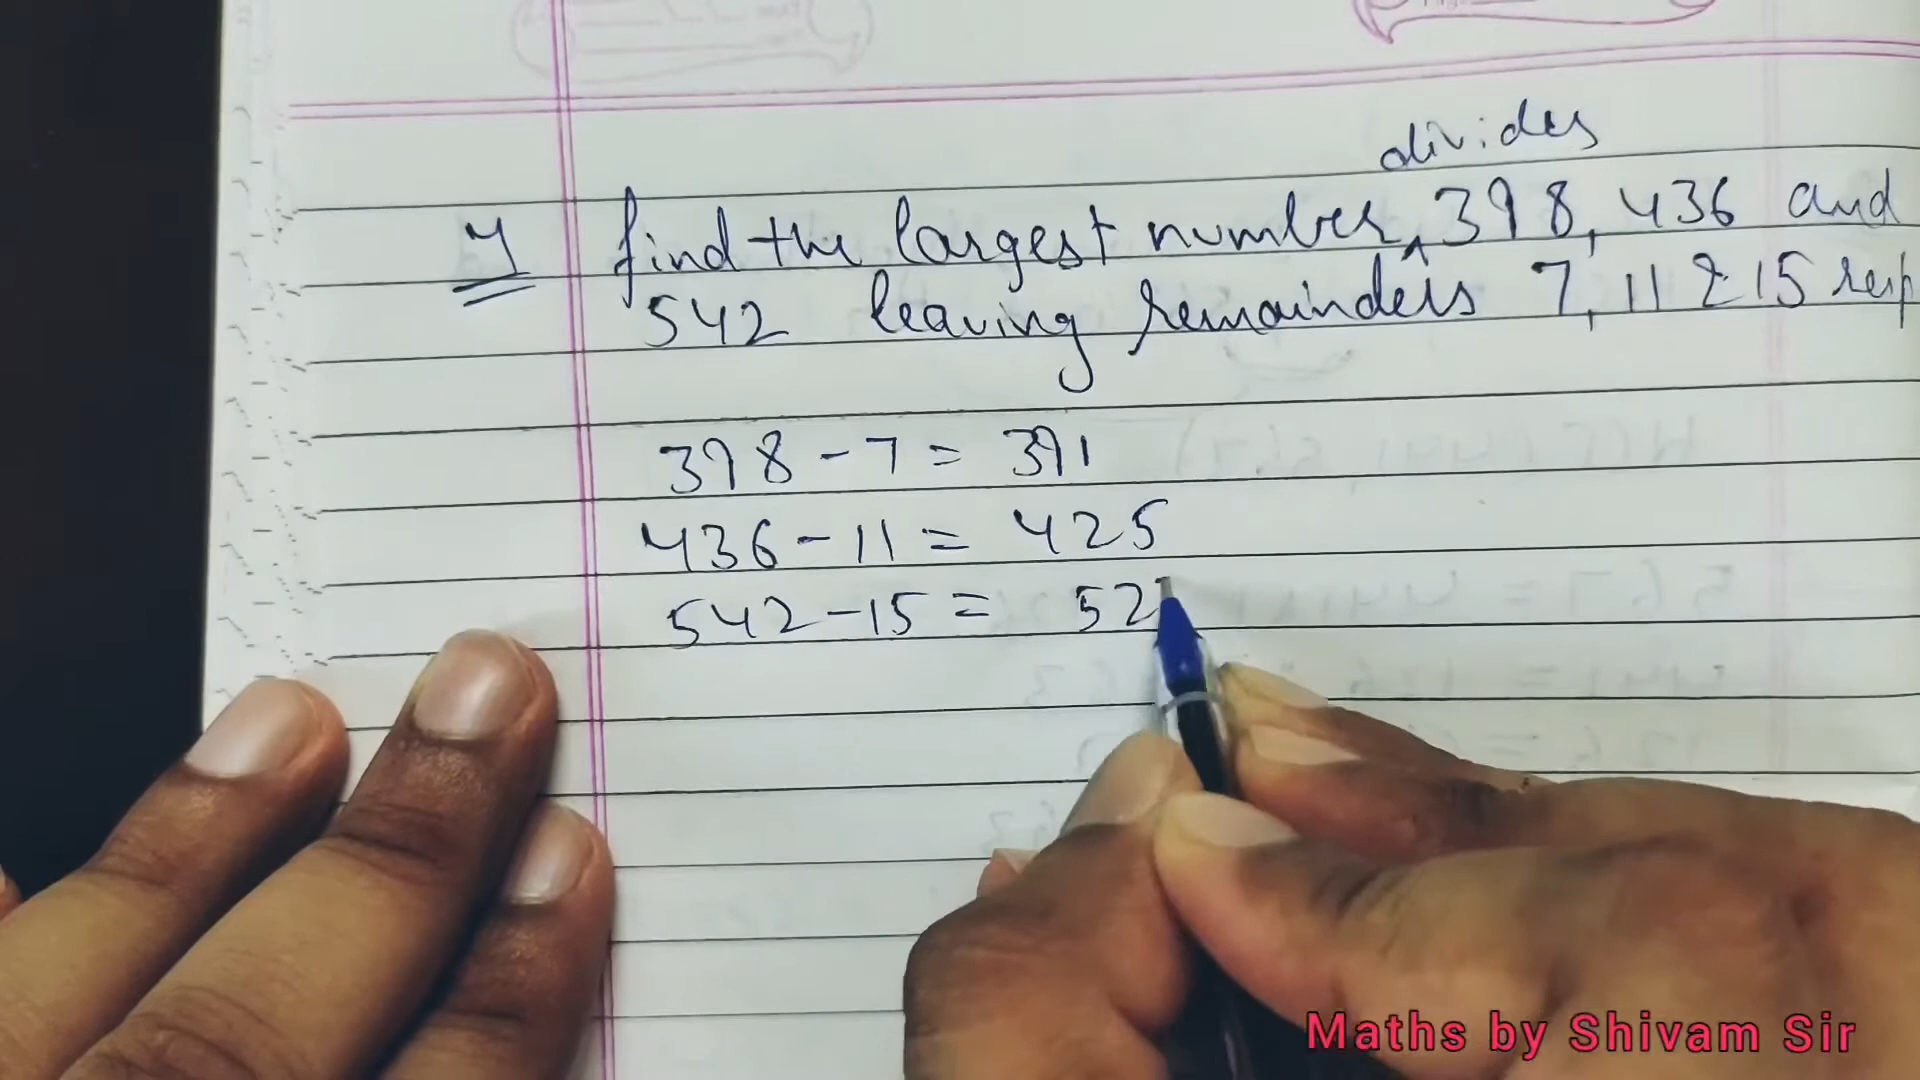 4
divides
find the largest number ^ 398, 436 and
542 leaving remainders 7, 11 & 15 resp
398 - 7 = 391
436 - 11 = 425
542 - 15 = 52
Maths by Shivam Sir